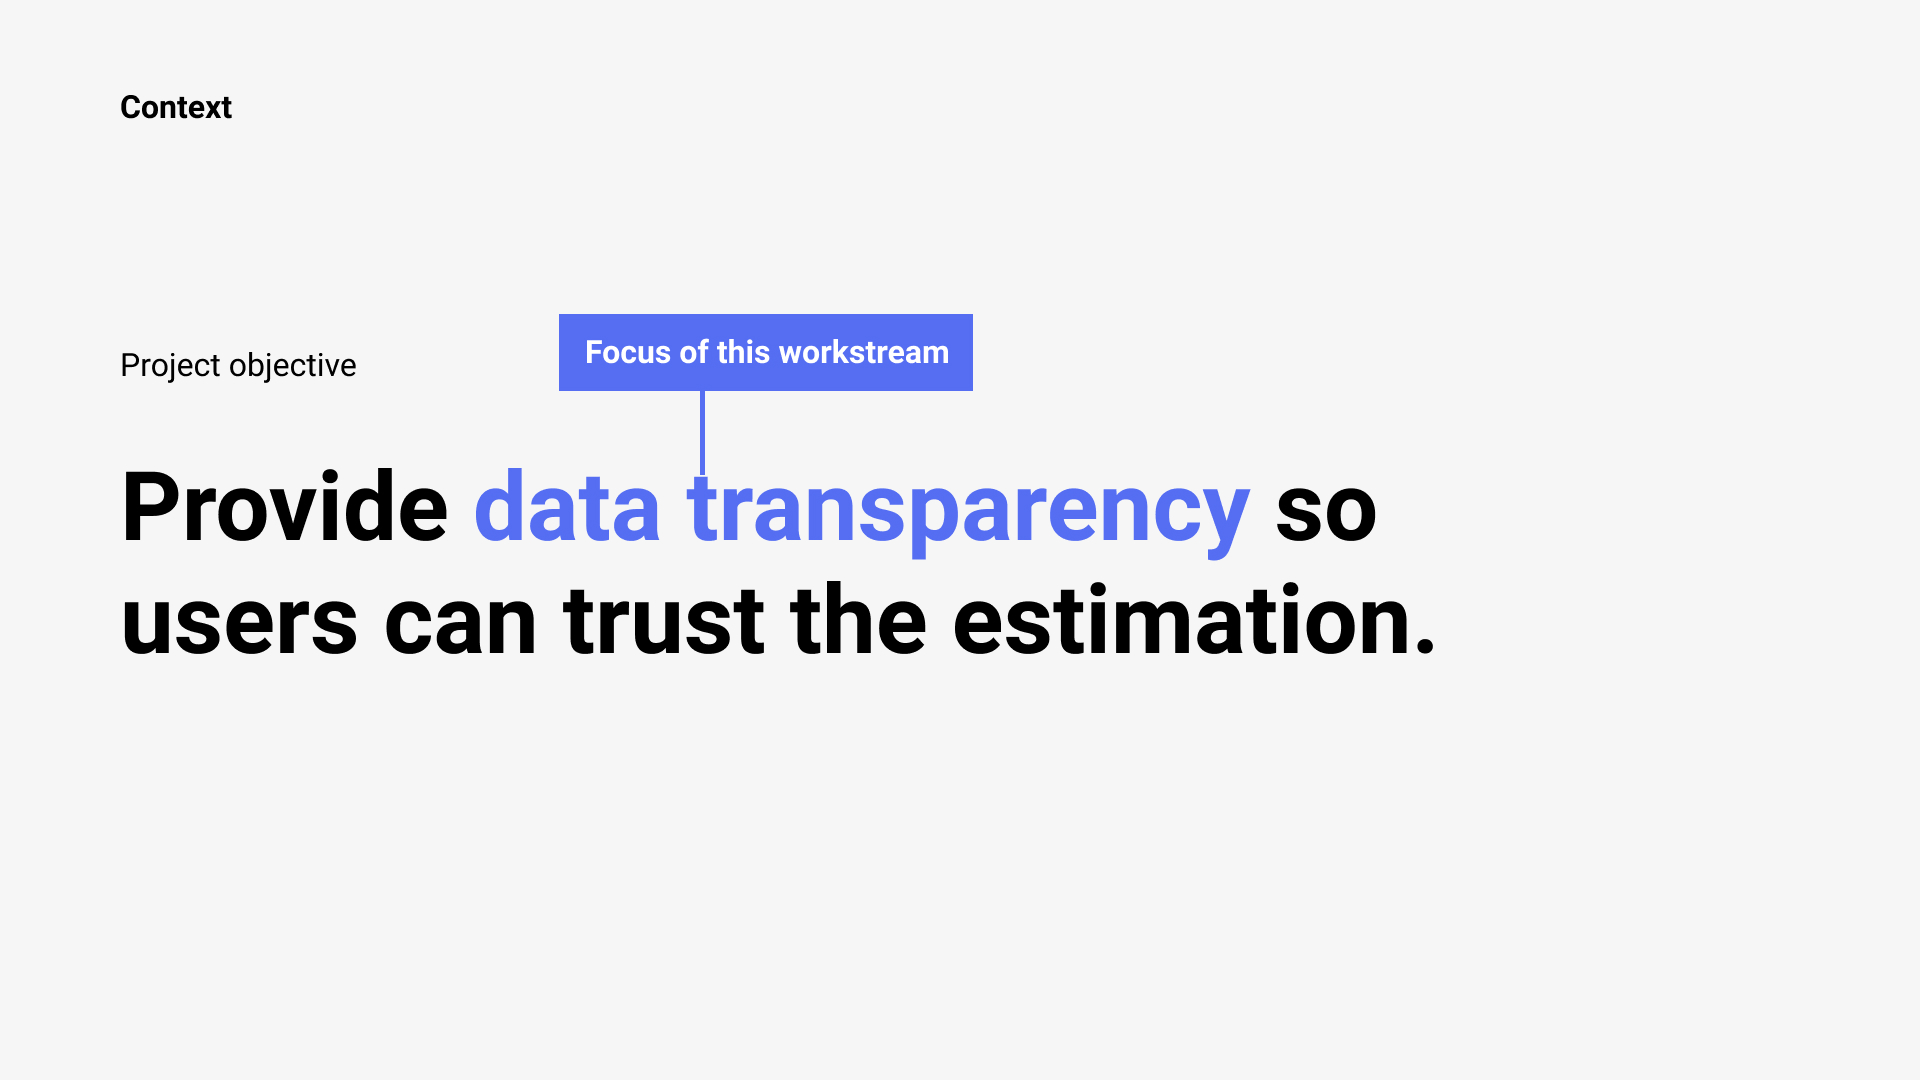 Context
Project objective
Focus of this workstream
Provide data transparency so
users can trust the estimation.